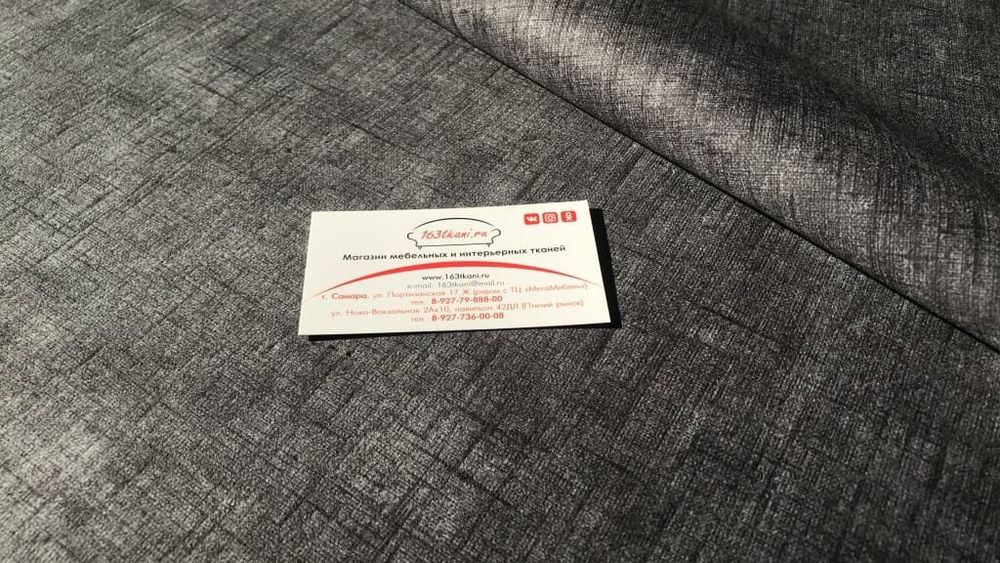 163tkani.ru
Магазин мебельных и интерьерных тканей
www.163tkani.ru
e-mail: 163tkani@mail.ru
г. Самара, ул. Партизанская 17 Ж (рядом с ТЦ «МегаМебель»)
тел. 8-927-79-888-00
ул. Ново-Вокзальная 2Ак10, павильон 42ДЛ (Птичий рынок)
тел.: 8-927-736-00-08